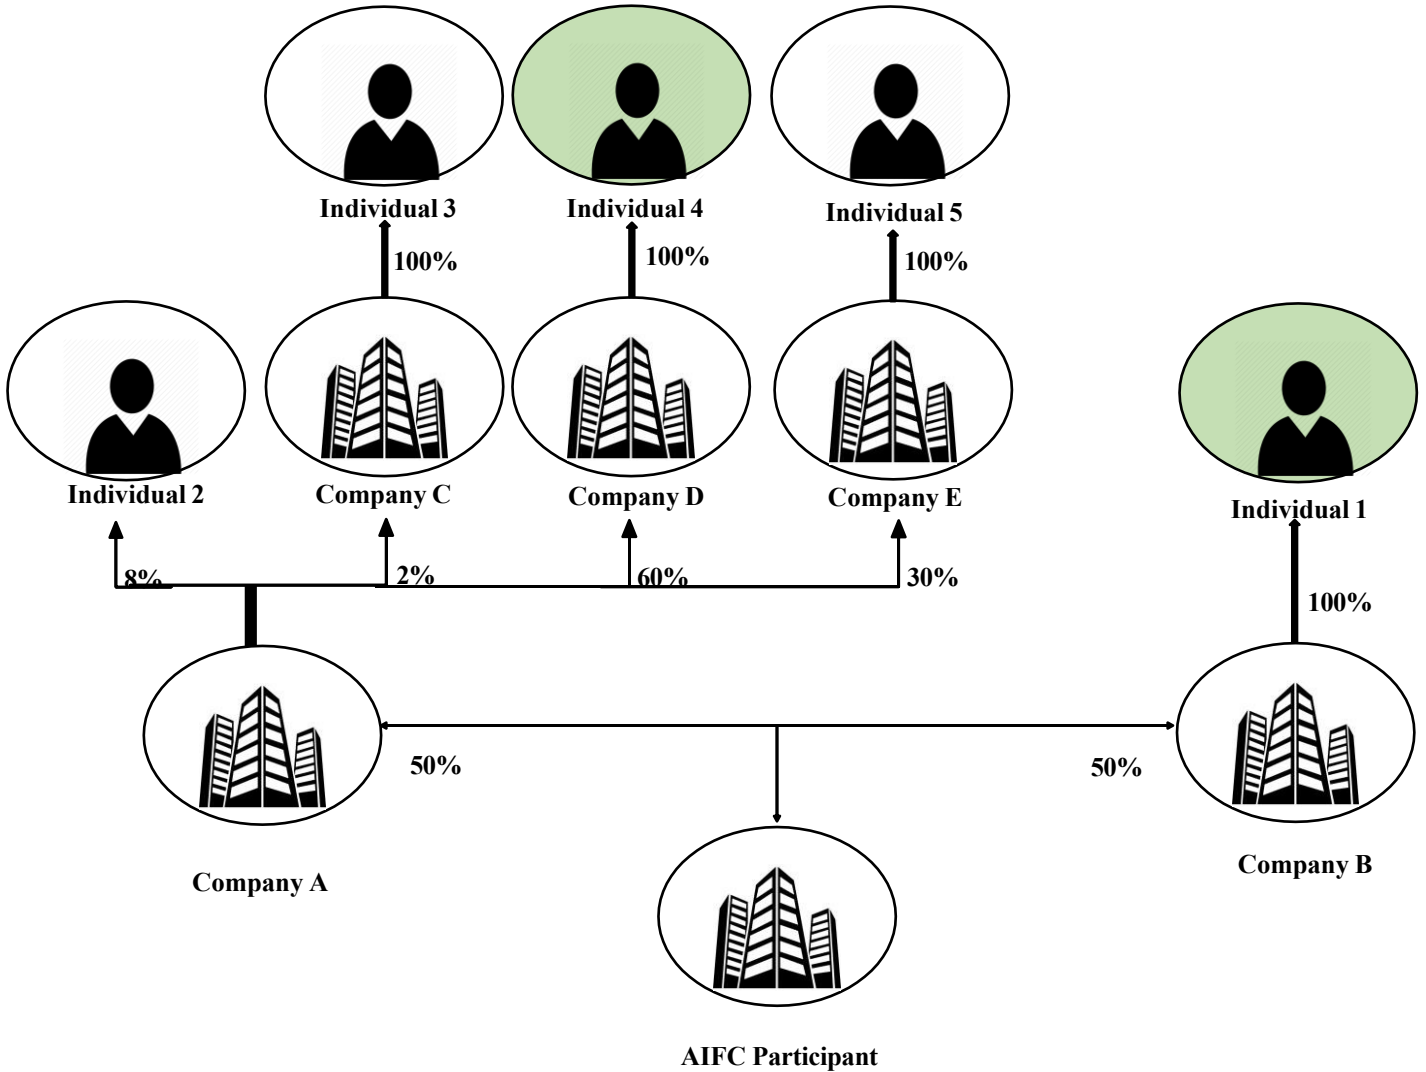 Individual 3
Individual 4
Individual 5
100%
100%
100%
Individual 2
Company C
Company D
Company E
Individual 1
8%
2%
60%
30%
100%
50%
50%
Company A
Company B
AIFC Participant